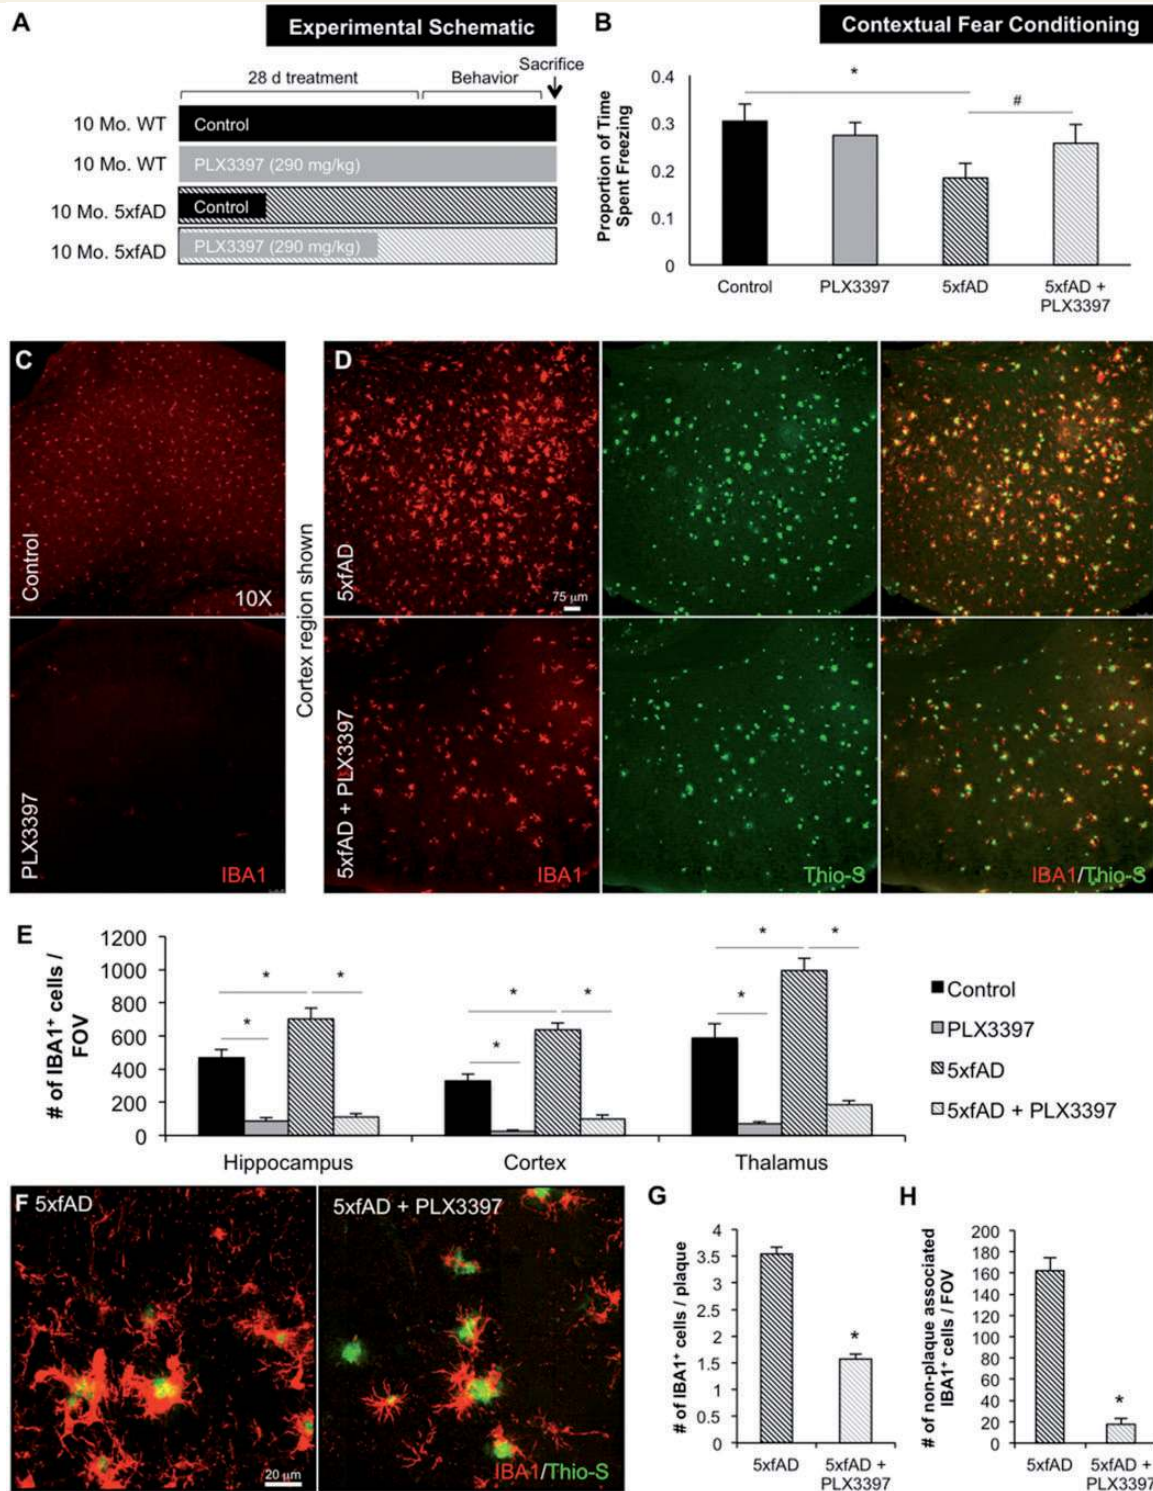 A
Experimental Schematic
28 d treatment
Behavior
Sacrifice
10 Mo. WT
Control
10 Mo. WT
PLX3397 (290 mg/kg)
10 Mo. 5xfAD
Control
10 Mo. 5xfAD
PLX3397 (290 mg/kg)
B
Contextual Fear Conditioning
Proportion of Time
Spent Freezing
0.4
0.3
0.2
0.1
0
*
#
Control
PLX3397
5xfAD
5xfAD +
PLX3397
C
Control
10X
PLX3397
IBA1
Cortex region shown
D
5xfAD
75 µm
5xfAD + PLX3397
IBA1
Thio-S
IBA1/Thio-S
E
# of IBA1+ cells /
FOV
1200
1000
800
600
400
200
0
* * *
* * *
* * *
Hippocampus
Cortex
Thalamus
Control
PLX3397
5xfAD
5xfAD + PLX3397
F 5xfAD
20 µm
5xfAD + PLX3397
IBA1/Thio-S
G
# of IBA1+ cells / plaque
4
3.5
3
2.5
2
1.5
1
0.5
0
*
5xfAD
5xfAD +
PLX3397
H
# of non-plaque associated
IBA1+ cells / FOV
200
180
160
140
120
100
80
60
40
20
0
*
5xfAD
5xfAD +
PLX3397